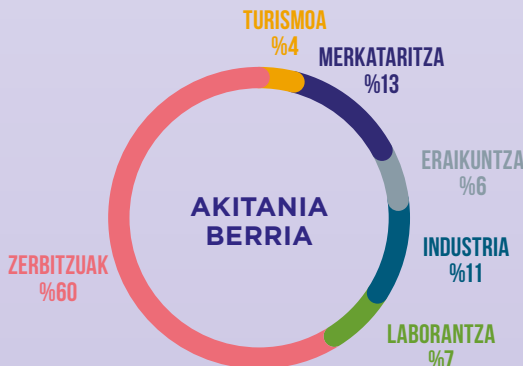 TURISMOA
%4
MERKATARITZA
%13
ERAIKUNTZA
%6
AKITANIA
BERRIA
INDUSTRIA
%11
ZERBITZUAK
%60
LABORANTZA
%7